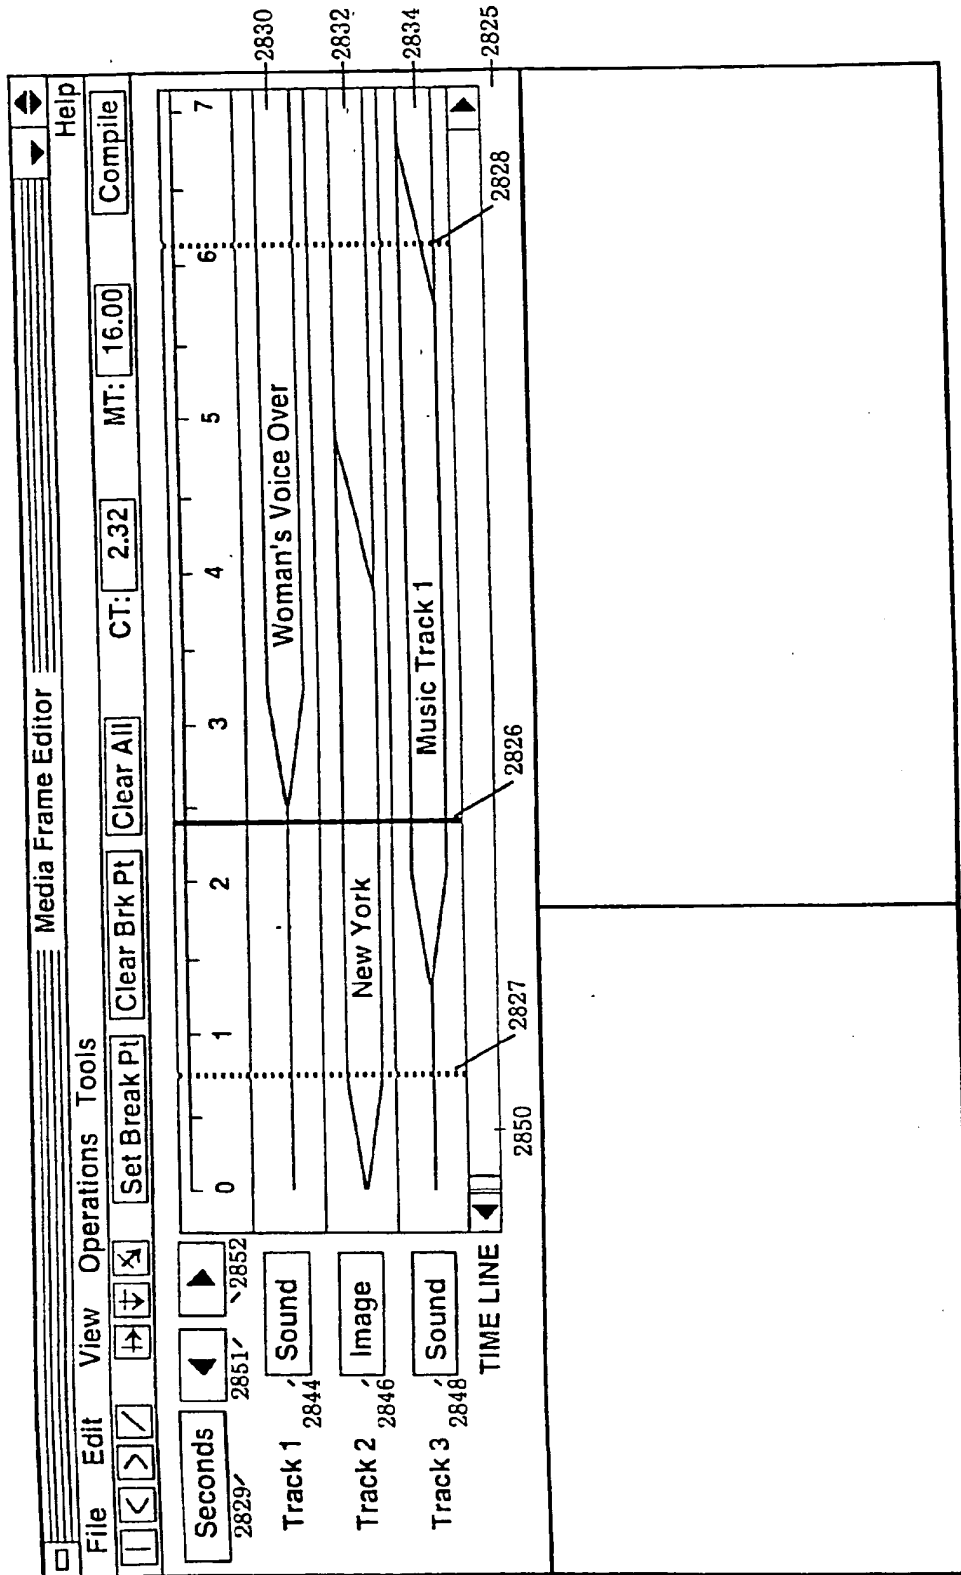 Media Frame Editor
File Edit View Operations Tools Help
Set Break Pt Clear Brk Pt Clear All CT: 2.32 MT: 16.00 Compile
Seconds 0 1 2 3 4 5 6 7
2829 2851 2852
Track 1 Sound Woman's Voice Over 2830
2844
Track 2 Image New York 2832
2846
Track 3 Sound Music Track 1 2834
2848
TIME LINE 2825
2850 2827 2826 2828